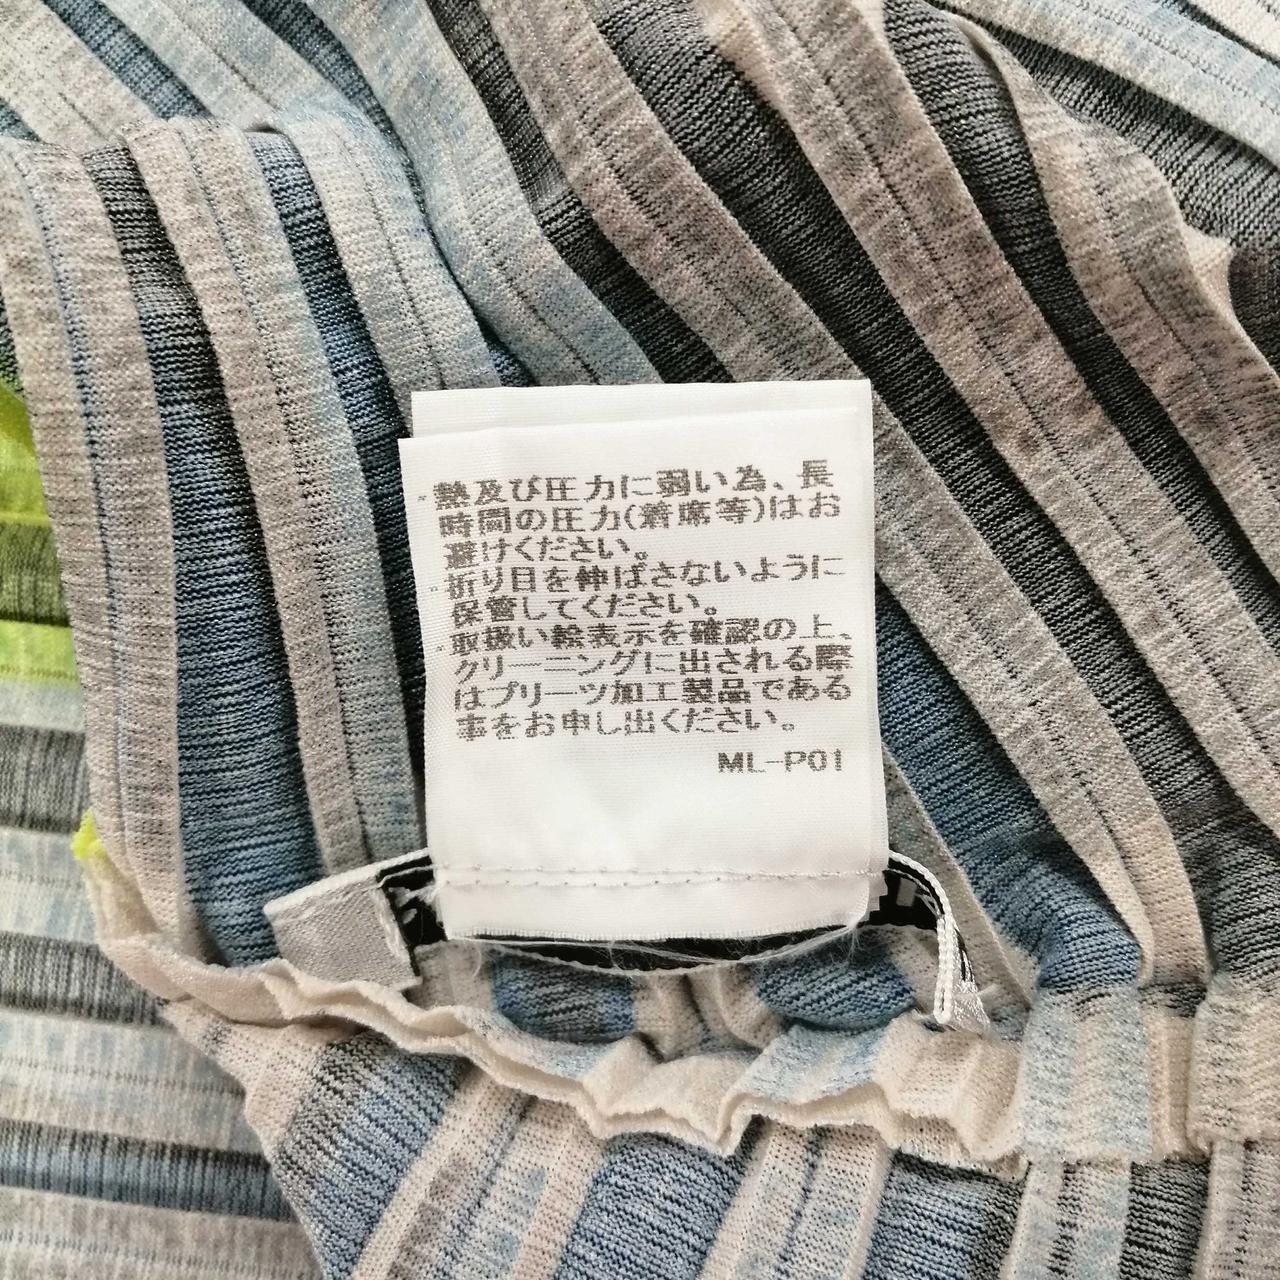 ・熱及び圧力に弱い為、長
時間の圧力(着席等)はお
避けください。
・折り目を伸ばさないように
保管してください。
・取扱い絵表示を確認の上、
クリーニングに出される際
はプリーツ加工製品である
事をお申し出ください。
ML-P01